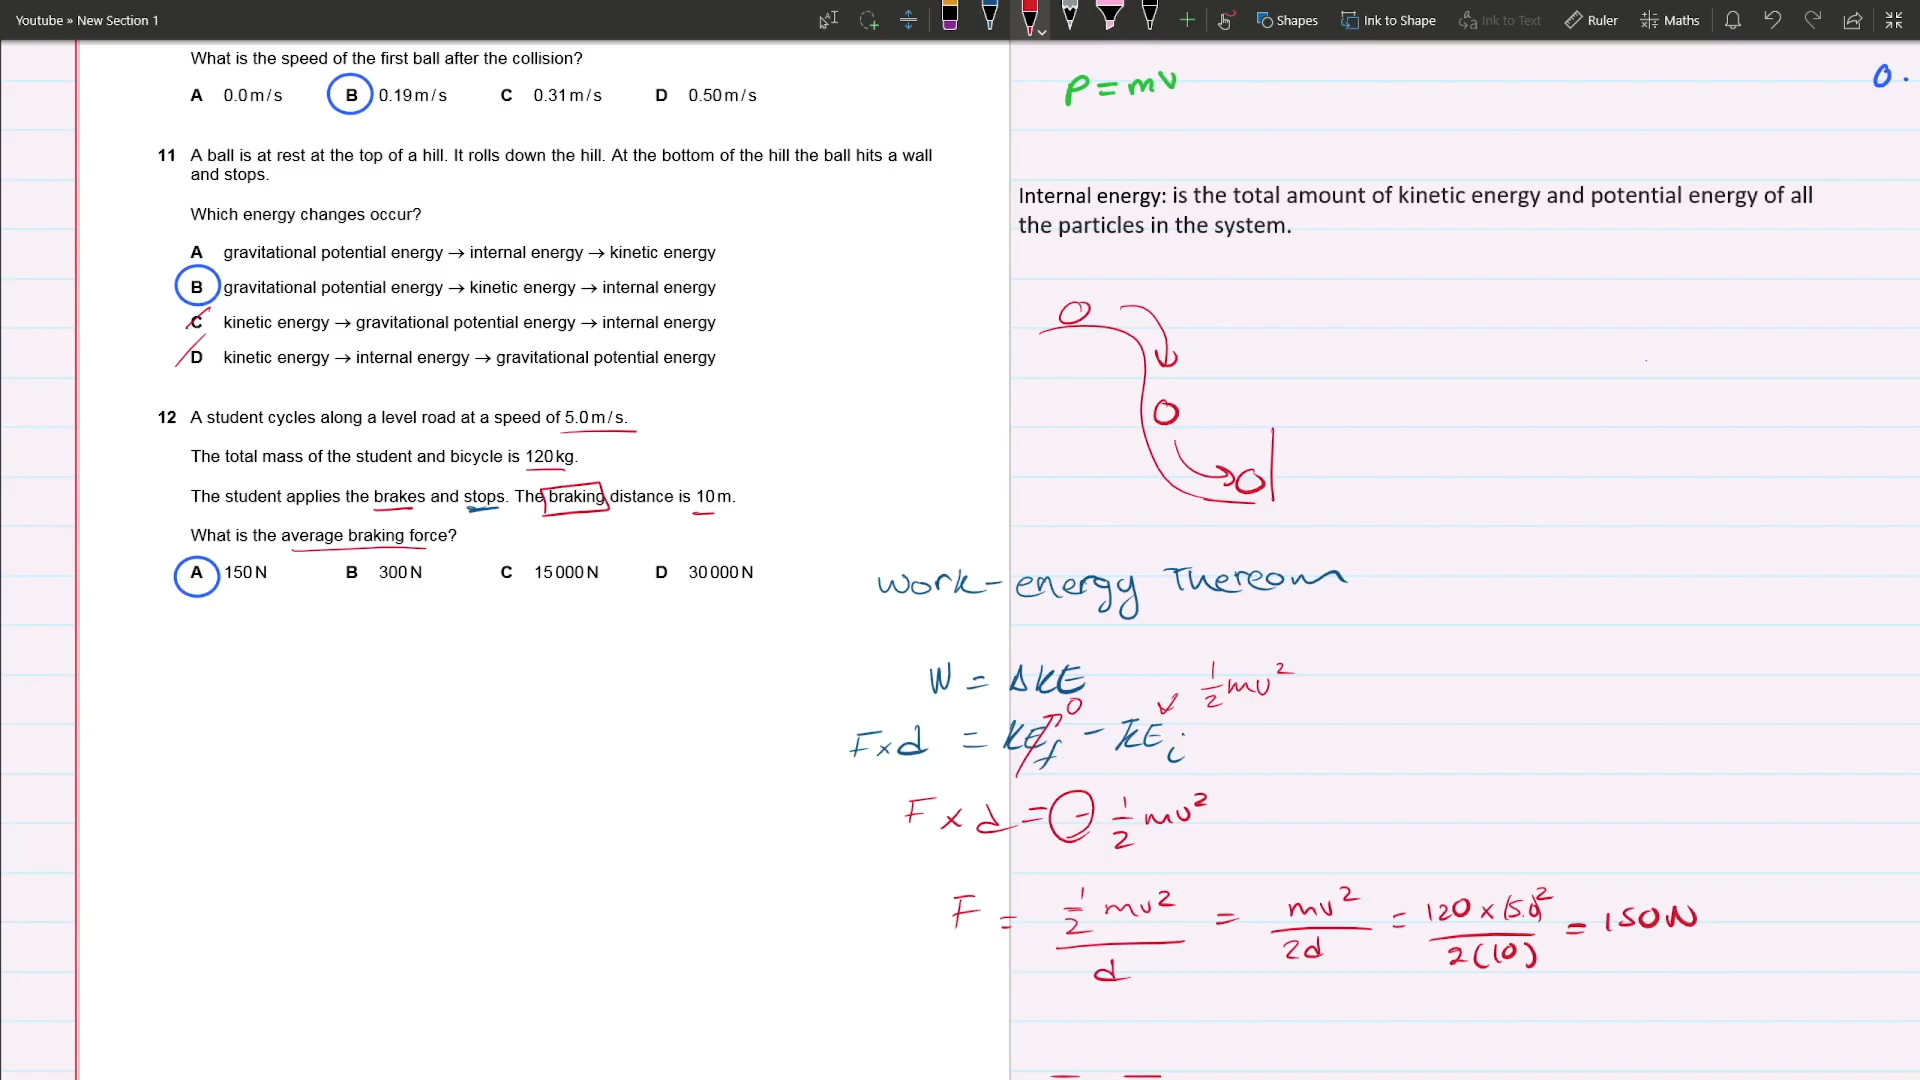 Youtube » New Section 1
Shapes
Ink to Shape
Ink to Text
Ruler
Maths
What is the speed of the first ball after the collision?
A 0.0 m / s B 0.19 m / s C 0.31 m / s D 0.50 m / s
P = mv
0.
11 A ball is at rest at the top of a hill. It rolls down the hill. At the bottom of the hill the ball hits a wall
and stops.
Which energy changes occur?
A gravitational potential energy → internal energy → kinetic energy
B gravitational potential energy → kinetic energy → internal energy
C kinetic energy → gravitational potential energy → internal energy
D kinetic energy → internal energy → gravitational potential energy
Internal energy: is the total amount of kinetic energy and potential energy of all
the particles in the system.
12 A student cycles along a level road at a speed of 5.0 m / s.
The total mass of the student and bicycle is 120 kg.
The student applies the brakes and stops. The braking distance is 10 m.
What is the average braking force?
A 150 N B 300 N C 15 000 N D 30 000 N
work-energy Thereom
W = ΔKE
0
1/2 mv²
F×d = KEf - KEi
F × d = - 1/2 mv²
F = 1/2 mv² / d = mv² / 2d = 120 × (5.0)² / 2(10) = 150N